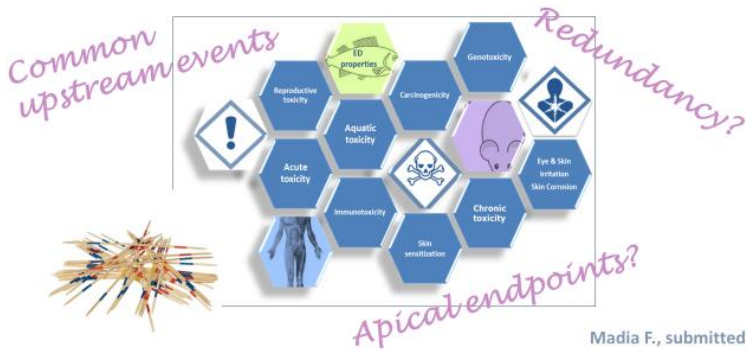 Common
upstream events
Redundancy?
ED
properties
Genotoxicity
Reproductive
toxicity
Carcinogenicity
Aquatic
toxicity
Acute
toxicity
Eye & Skin
Irritation
Skin Corrosion
Immunotoxicity
Chronic
toxicity
Skin
sensitization
Apical endpoints?
Madia F., submitted